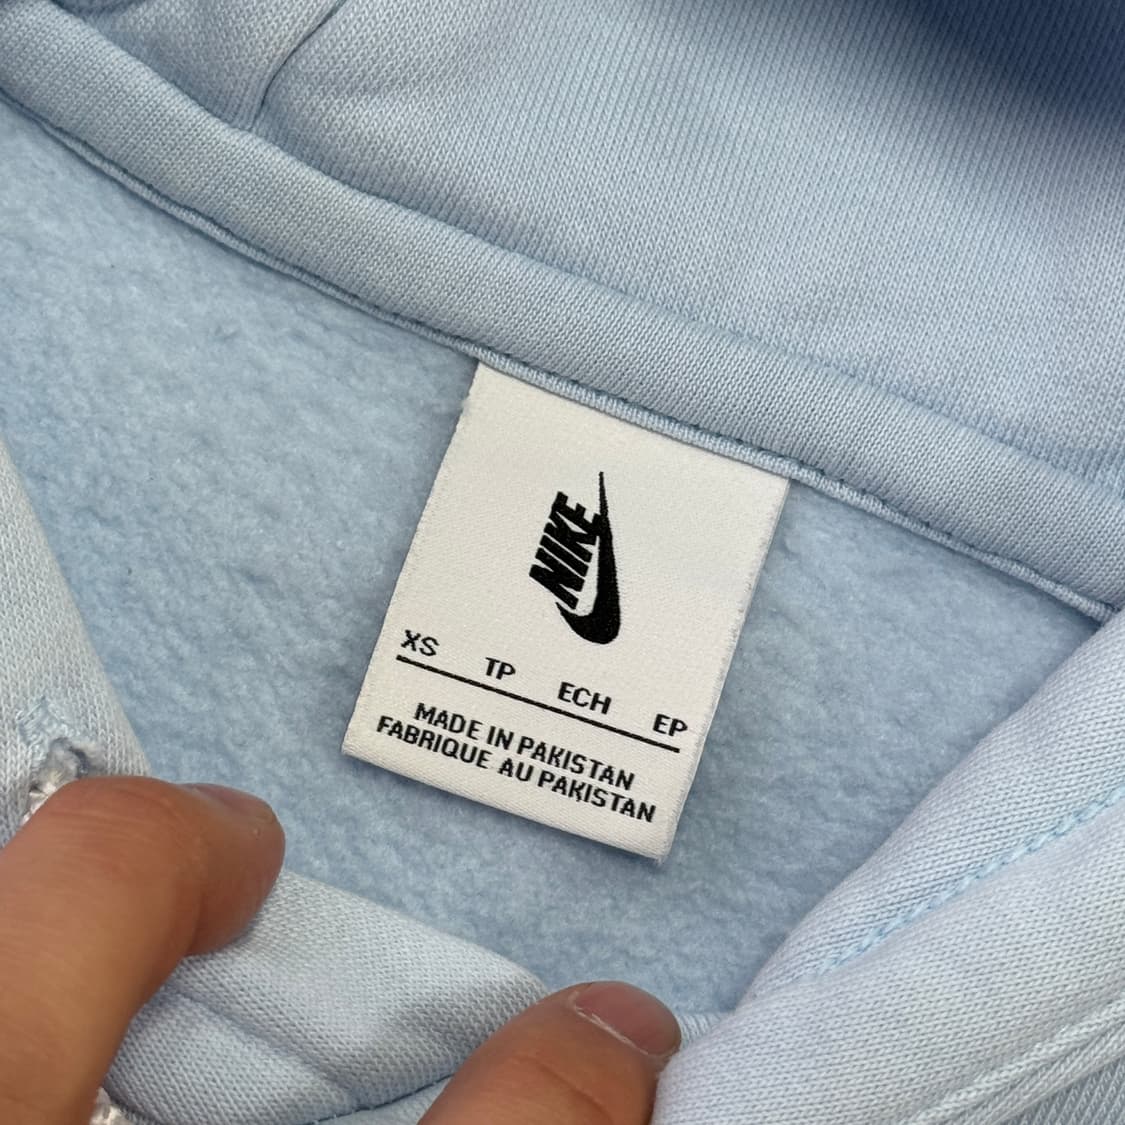 NIKE
XS TP ECH EP
MADE IN PAKISTAN
FABRIQUE AU PAKISTAN